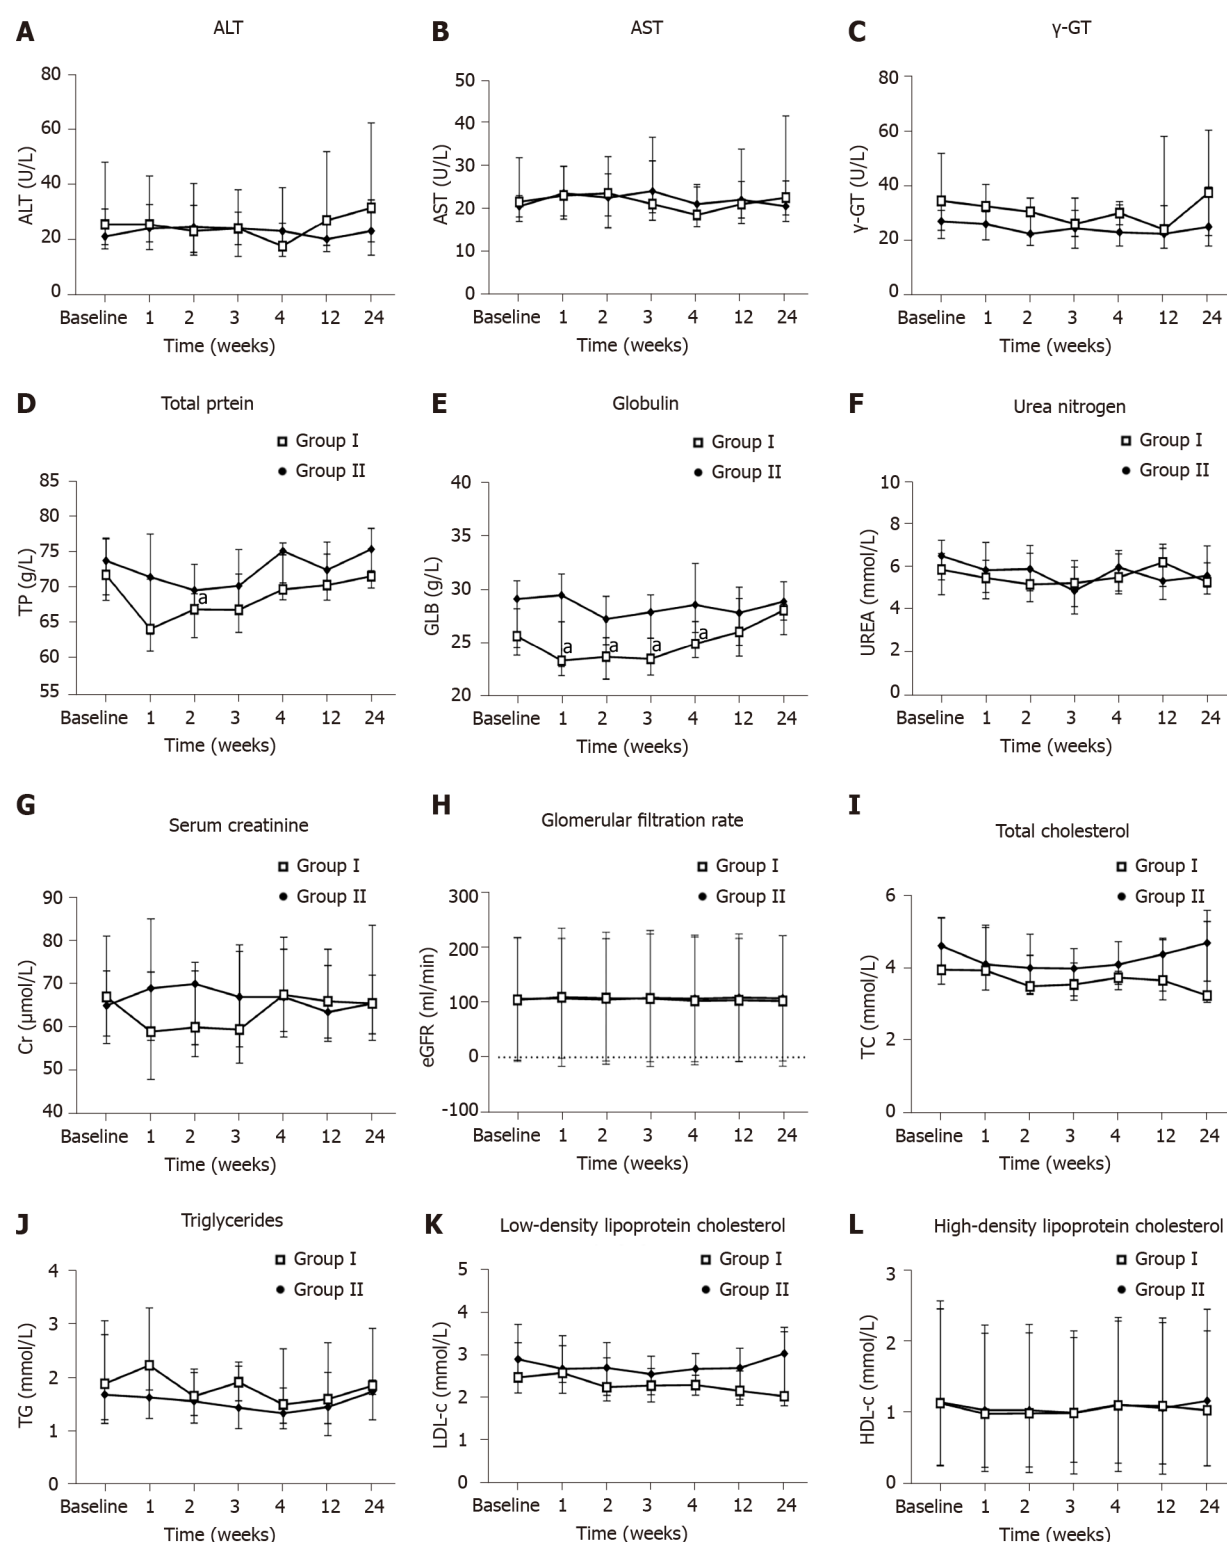 A ALT
80
60
40
20
0
ALT (U/L)
Baseline 1 2 3 4 12 24
Time (weeks)
B AST
50
40
30
20
10
0
AST (U/L)
Baseline 1 2 3 4 12 24
Time (weeks)
C γ-GT
80
60
40
20
0
γ-GT (U/L)
Baseline 1 2 3 4 12 24
Time (weeks)
D Total prtein
Group I
Group II
85
80
75
70
65
60
55
TP (g/L)
a
Baseline 1 2 3 4 12 24
Time (weeks)
E Globulin
Group I
Group II
40
35
30
25
20
GLB (g/L)
a a a a
Baseline 1 2 3 4 12 24
Time (weeks)
F Urea nitrogen
Group I
Group II
10
8
6
4
2
0
UREA (mmol/L)
Baseline 1 2 3 4 12 24
Time (weeks)
G Serum creatinine
Group I
Group II
90
80
70
60
50
40
Cr (μmol/L)
Baseline 1 2 3 4 12 24
Time (weeks)
H Glomerular filtration rate
Group I
Group II
300
200
100
0
-100
eGFR (ml/min)
Baseline 1 2 3 4 12 24
Time (weeks)
I Total cholesterol
Group I
Group II
6
4
2
0
TC (mmol/L)
Baseline 1 2 3 4 12 24
Time (weeks)
J Triglycerides
Group I
Group II
4
3
2
1
0
TG (mmol/L)
Baseline 1 2 3 4 12 24
Time (weeks)
K Low-density lipoprotein cholesterol
Group I
Group II
5
4
3
2
1
0
LDL-c (mmol/L)
Baseline 1 2 3 4 12 24
Time (weeks)
L High-density lipoprotein cholesterol
Group I
Group II
3
2
1
0
HDL-c (mmol/L)
Baseline 1 2 3 4 12 24
Time (weeks)